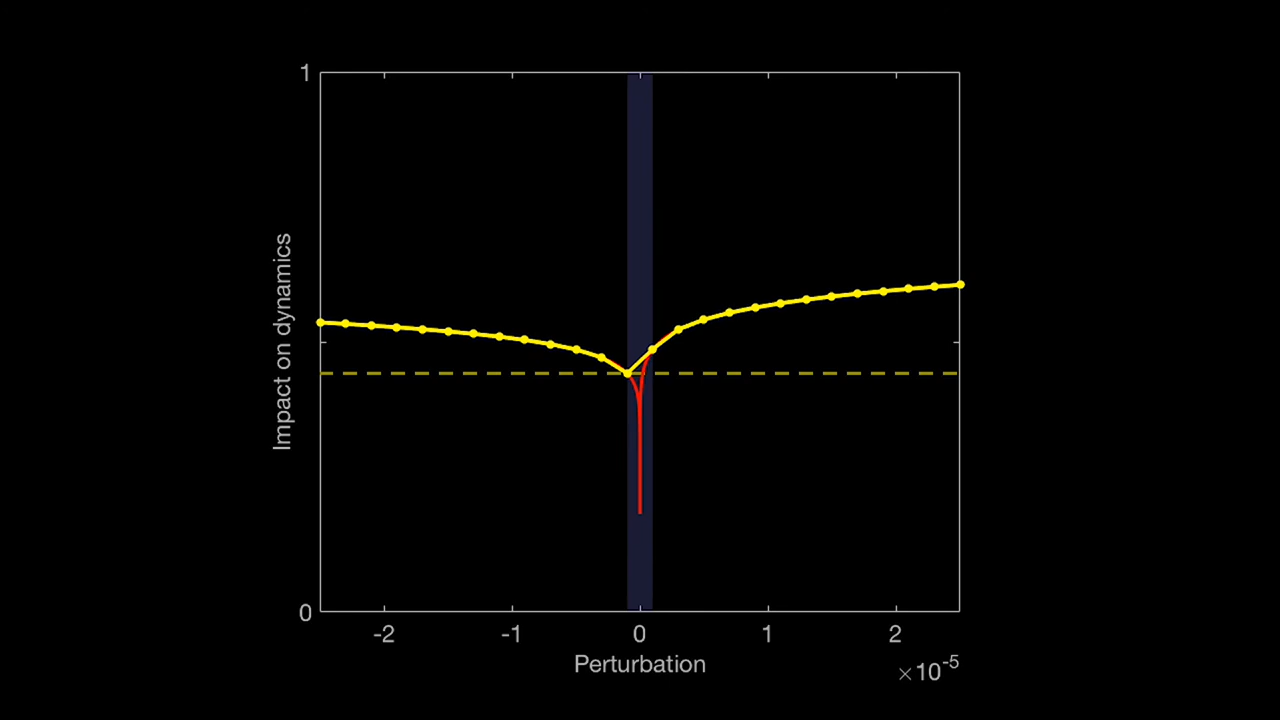 1
Impact on dynamics
0
-2 -1 0 1 2
Perturbation
×10-5